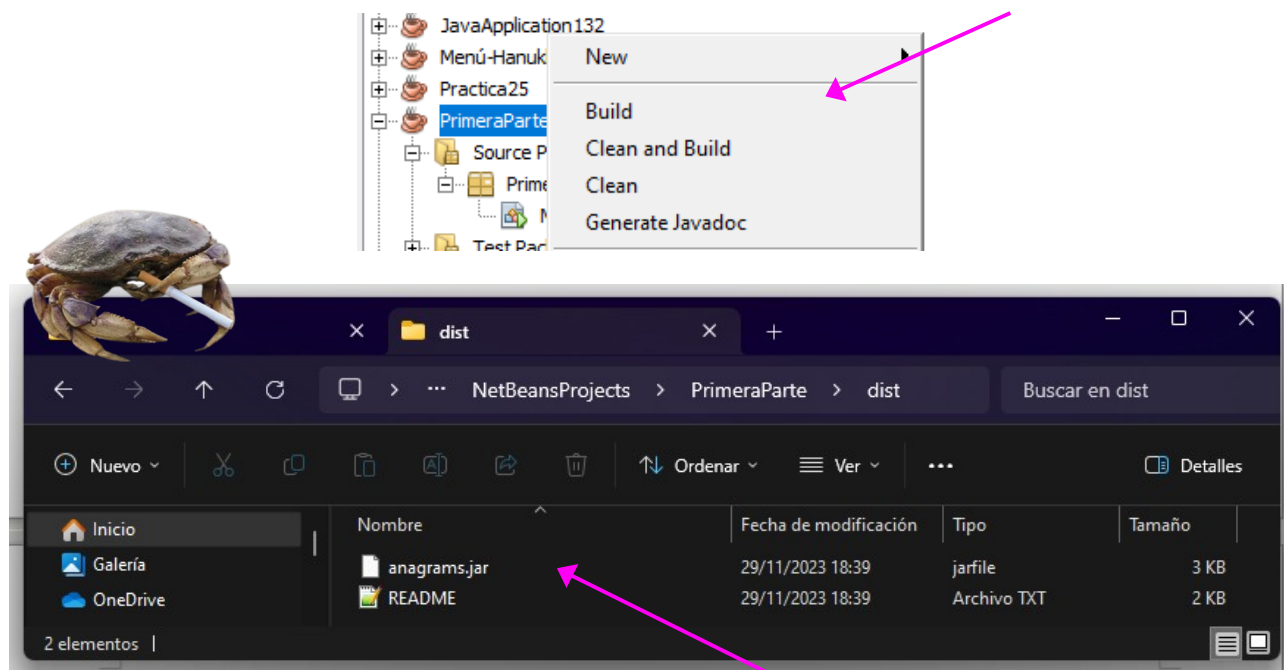 JavaApplication132
Menú-Hanuk
New
Practica25
Build
PrimeraParte
Clean and Build
Source P
Clean
Prime
Generate Javadoc
Test Pac
dist
NetBeansProjects > PrimeraParte > dist
Buscar en dist
Nuevo
Ordenar
Ver
Detalles
Inicio
Galería
OneDrive
Nombre Fecha de modificación Tipo Tamaño
anagrams.jar 29/11/2023 18:39 jarfile 3 KB
README 29/11/2023 18:39 Archivo TXT 2 KB
2 elementos